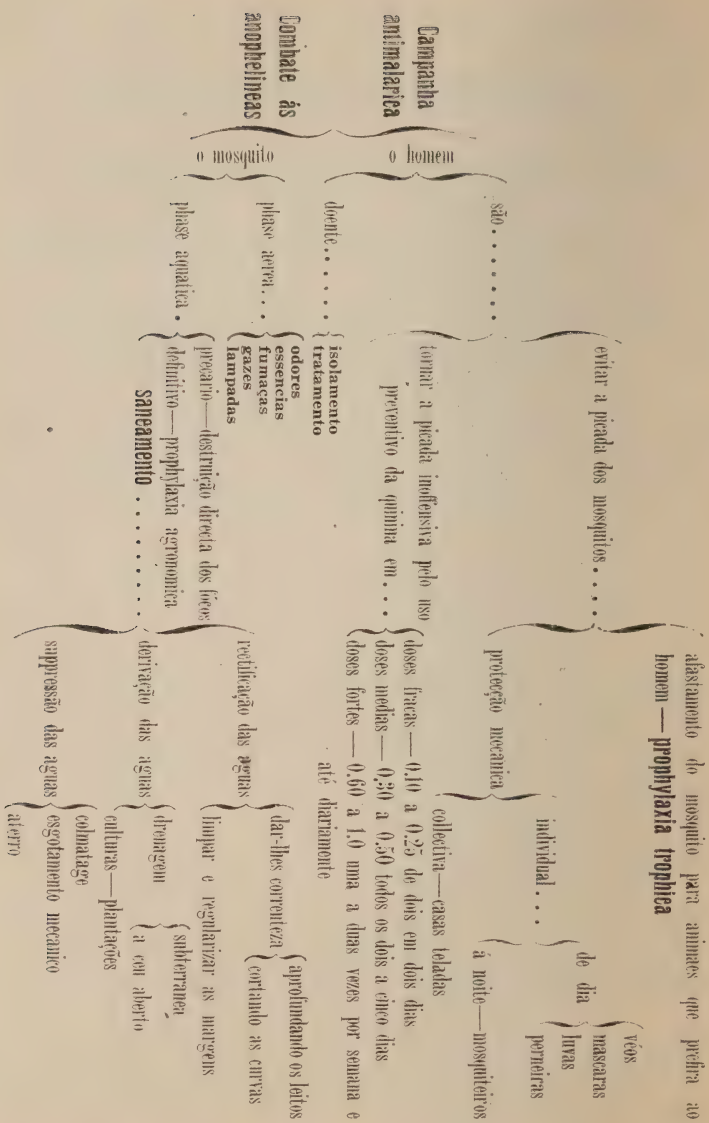 Campanha
antimalarica
Combate ás
anophelineas
o homem
são . . . . . . .
evitar a picada dos mosquitos . . . .
afastamento do mosquito para animaes que prefira ao
homem — prophylaxia trophica
protecção mecanica
individual . . .
de dia
véos
mascaras
luvas
perneiras
á noite—mosquiteiros
collectiva—casas teladas
tornar a picada inoffensiva pelo uso
preventivo da quinina em . . .
doses fracas — 0.10 a 0.25 de dois em dois dias
doses medias — 0.30 a 0.50 todos os dois a cinco dias
doses fortes — 0.60 a 1.0 uma a duas vezes por semana e
até diariamente
doente . . . . . .
isolamento
tratamento
o mosquito
phase aerea . . .
odores
essencias
fumaças
gazes
lampadas
phase aquatica .
precario—destruição directa dos fócos
definitivo—prophylaxia agronomica
saneamento . . . . . . . . . .
rectificação das aguas
dar-lhes correnteza
aprofundando os leitos
cortando as curvas
limpar e regularizar as margens
derivação das aguas
drenagem
subterranea
a ceu aberto
culturas—plantações
suppressão das aguas
colmatage
esgotamento mecanico
aterro